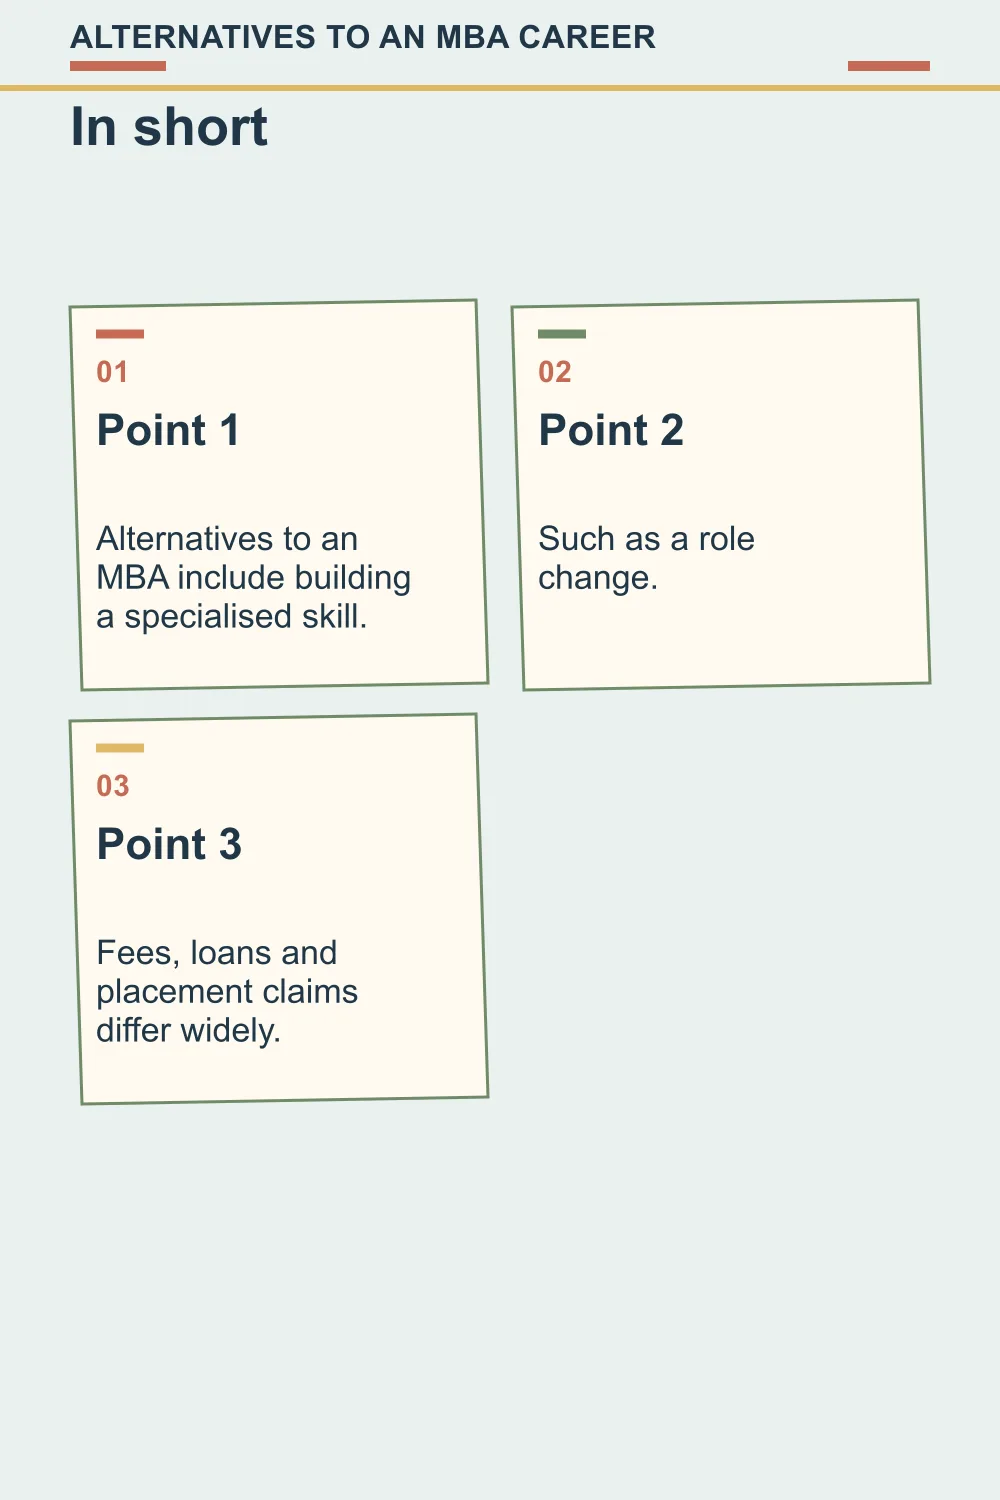 ALTERNATIVES TO AN MBA CAREER
In short
01
Point 1
Alternatives to an
MBA include building
a specialised skill.
02
Point 2
Such as a role
change.
03
Point 3
Fees, loans and
placement claims
differ widely.